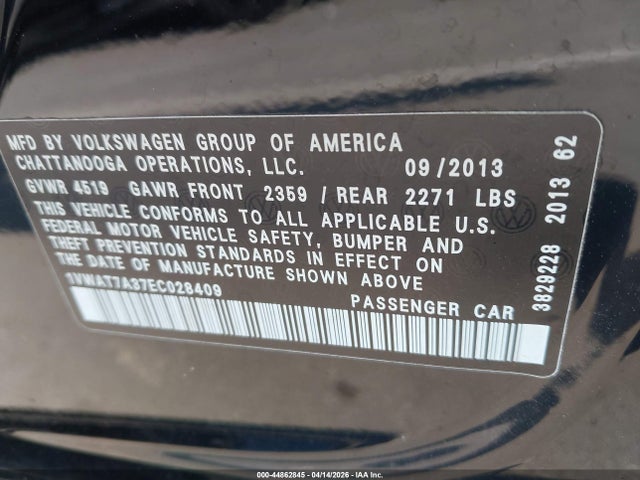 MFD BY VOLKSWAGEN GROUP OF AMERICA
CHATTANOOGA OPERATIONS, LLC. 09/2013
GVWR 4519 GAWR FRONT 2359 / REAR 2271 LBS
THIS VEHICLE CONFORMS TO ALL APPLICABLE U.S.
FEDERAL MOTOR VEHICLE SAFETY, BUMPER AND
THEFT PREVENTION STANDARDS IN EFFECT ON
THE DATE OF MANUFACTURE SHOWN ABOVE
1VWAT7A37EC028409 PASSENGER CAR
3829228 2013 62
000-44862845 - 04/14/2026 - IAA Inc.